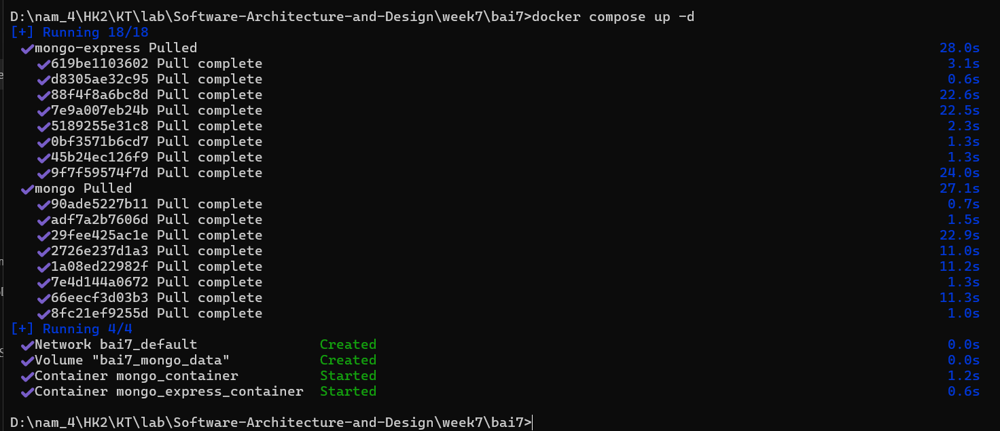 D:\nam_4\HK2\KT\lab\Software-Architecture-and-Design\week7\bai7>docker compose up -d
[+] Running 18/18
✔mongo-express Pulled 28.0s
✔619be1103602 Pull complete 3.1s
✔d8305ae32c95 Pull complete 0.6s
✔88f4f8a6bc8d Pull complete 22.6s
✔7e9a007eb24b Pull complete 22.5s
✔5189255e31c8 Pull complete 2.3s
✔0bf3571b6cd7 Pull complete 1.3s
✔45b24ec126f9 Pull complete 1.3s
✔9f7f59574f7d Pull complete 24.0s
✔mongo Pulled 27.1s
✔90ade5227b11 Pull complete 0.7s
✔adf7a2b7606d Pull complete 1.5s
✔29fee425ac1e Pull complete 22.9s
✔2726e237d1a3 Pull complete 11.0s
✔1a08ed22982f Pull complete 11.2s
✔7e4d144a0672 Pull complete 1.3s
✔66eecf3d03b3 Pull complete 11.3s
✔8fc21ef9255d Pull complete 1.0s
[+] Running 4/4
✔Network bai7_default Created 0.0s
✔Volume "bai7_mongo_data" Created 0.0s
✔Container mongo_container Started 1.2s
✔Container mongo_express_container Started 0.6s
D:\nam_4\HK2\KT\lab\Software-Architecture-and-Design\week7\bai7>